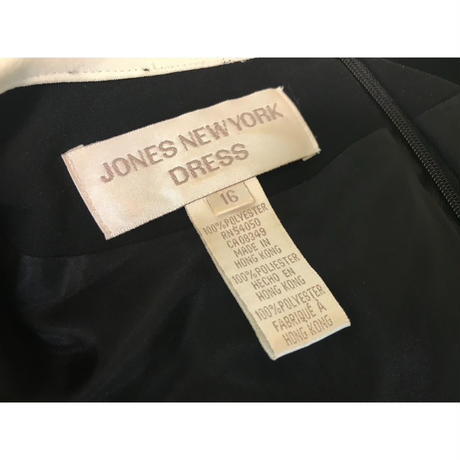 JONES NEW YORK
DRESS
16
100%POLYESTER
RN54050
CA08349
MADE IN
HONG KONG
100%POLIESTER
HECHO EN
HONG KONG
100%POLYESTER
FABRIQUÉ À
HONG KONG